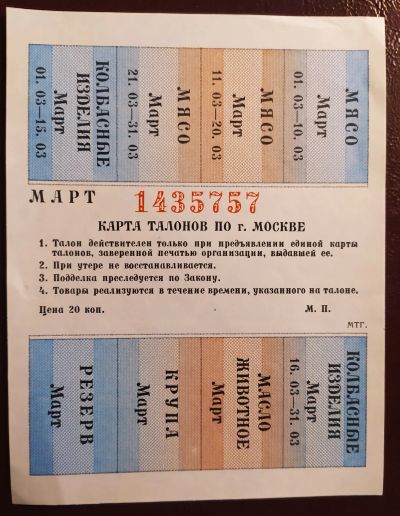 КОЛБАСНЫЕ
ИЗДЕЛИЯ
Март
01. 03—15. 03
МЯСО
Март
21. 03—31. 03
МЯСО
Март
11. 03—20. 03
МЯСО
Март
01. 03—10. 03
МАРТ 1435757
КАРТА ТАЛОНОВ ПО г. МОСКВЕ
1. Талон действителен только при предъявлении единой карты
талонов, заверенной печатью организации, выдавшей ее.
2. При утере не восстанавливается.
3. Подделка преследуется по Закону.
4. Товары реализуются в течение времени, указанного на талоне.
Цена 20 коп. М. П.
МТГ.
РЕЗЕРВ
Март
КРУПА
Март
МАСЛО
ЖИВОТНОЕ
Март
КОЛБАСНЫЕ
ИЗДЕЛИЯ
Март
16. 03—31. 03